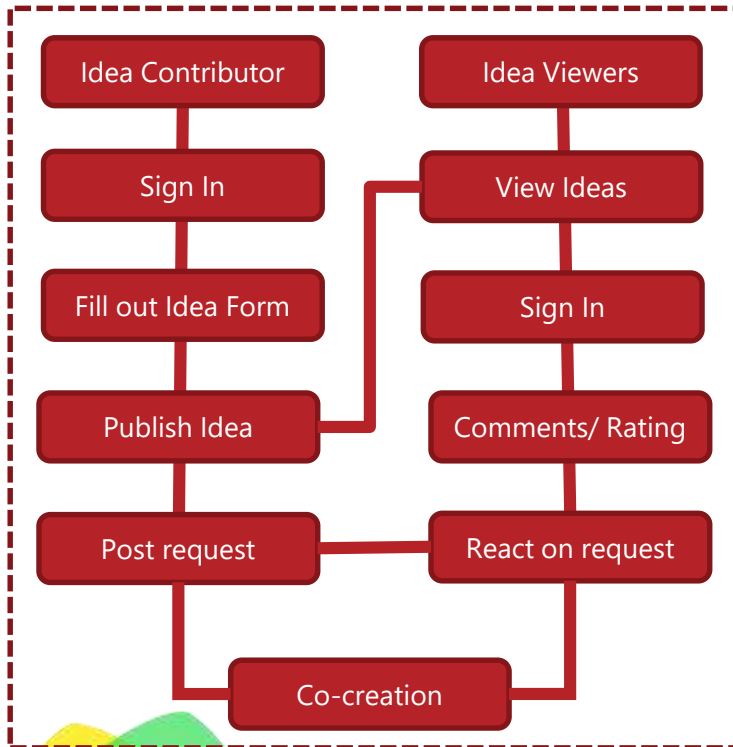 Idea Contributor
Sign In
Fill out Idea Form
Publish Idea
Post request
Idea Viewers
View Ideas
Sign In
Comments/ Rating
React on request
Co-creation